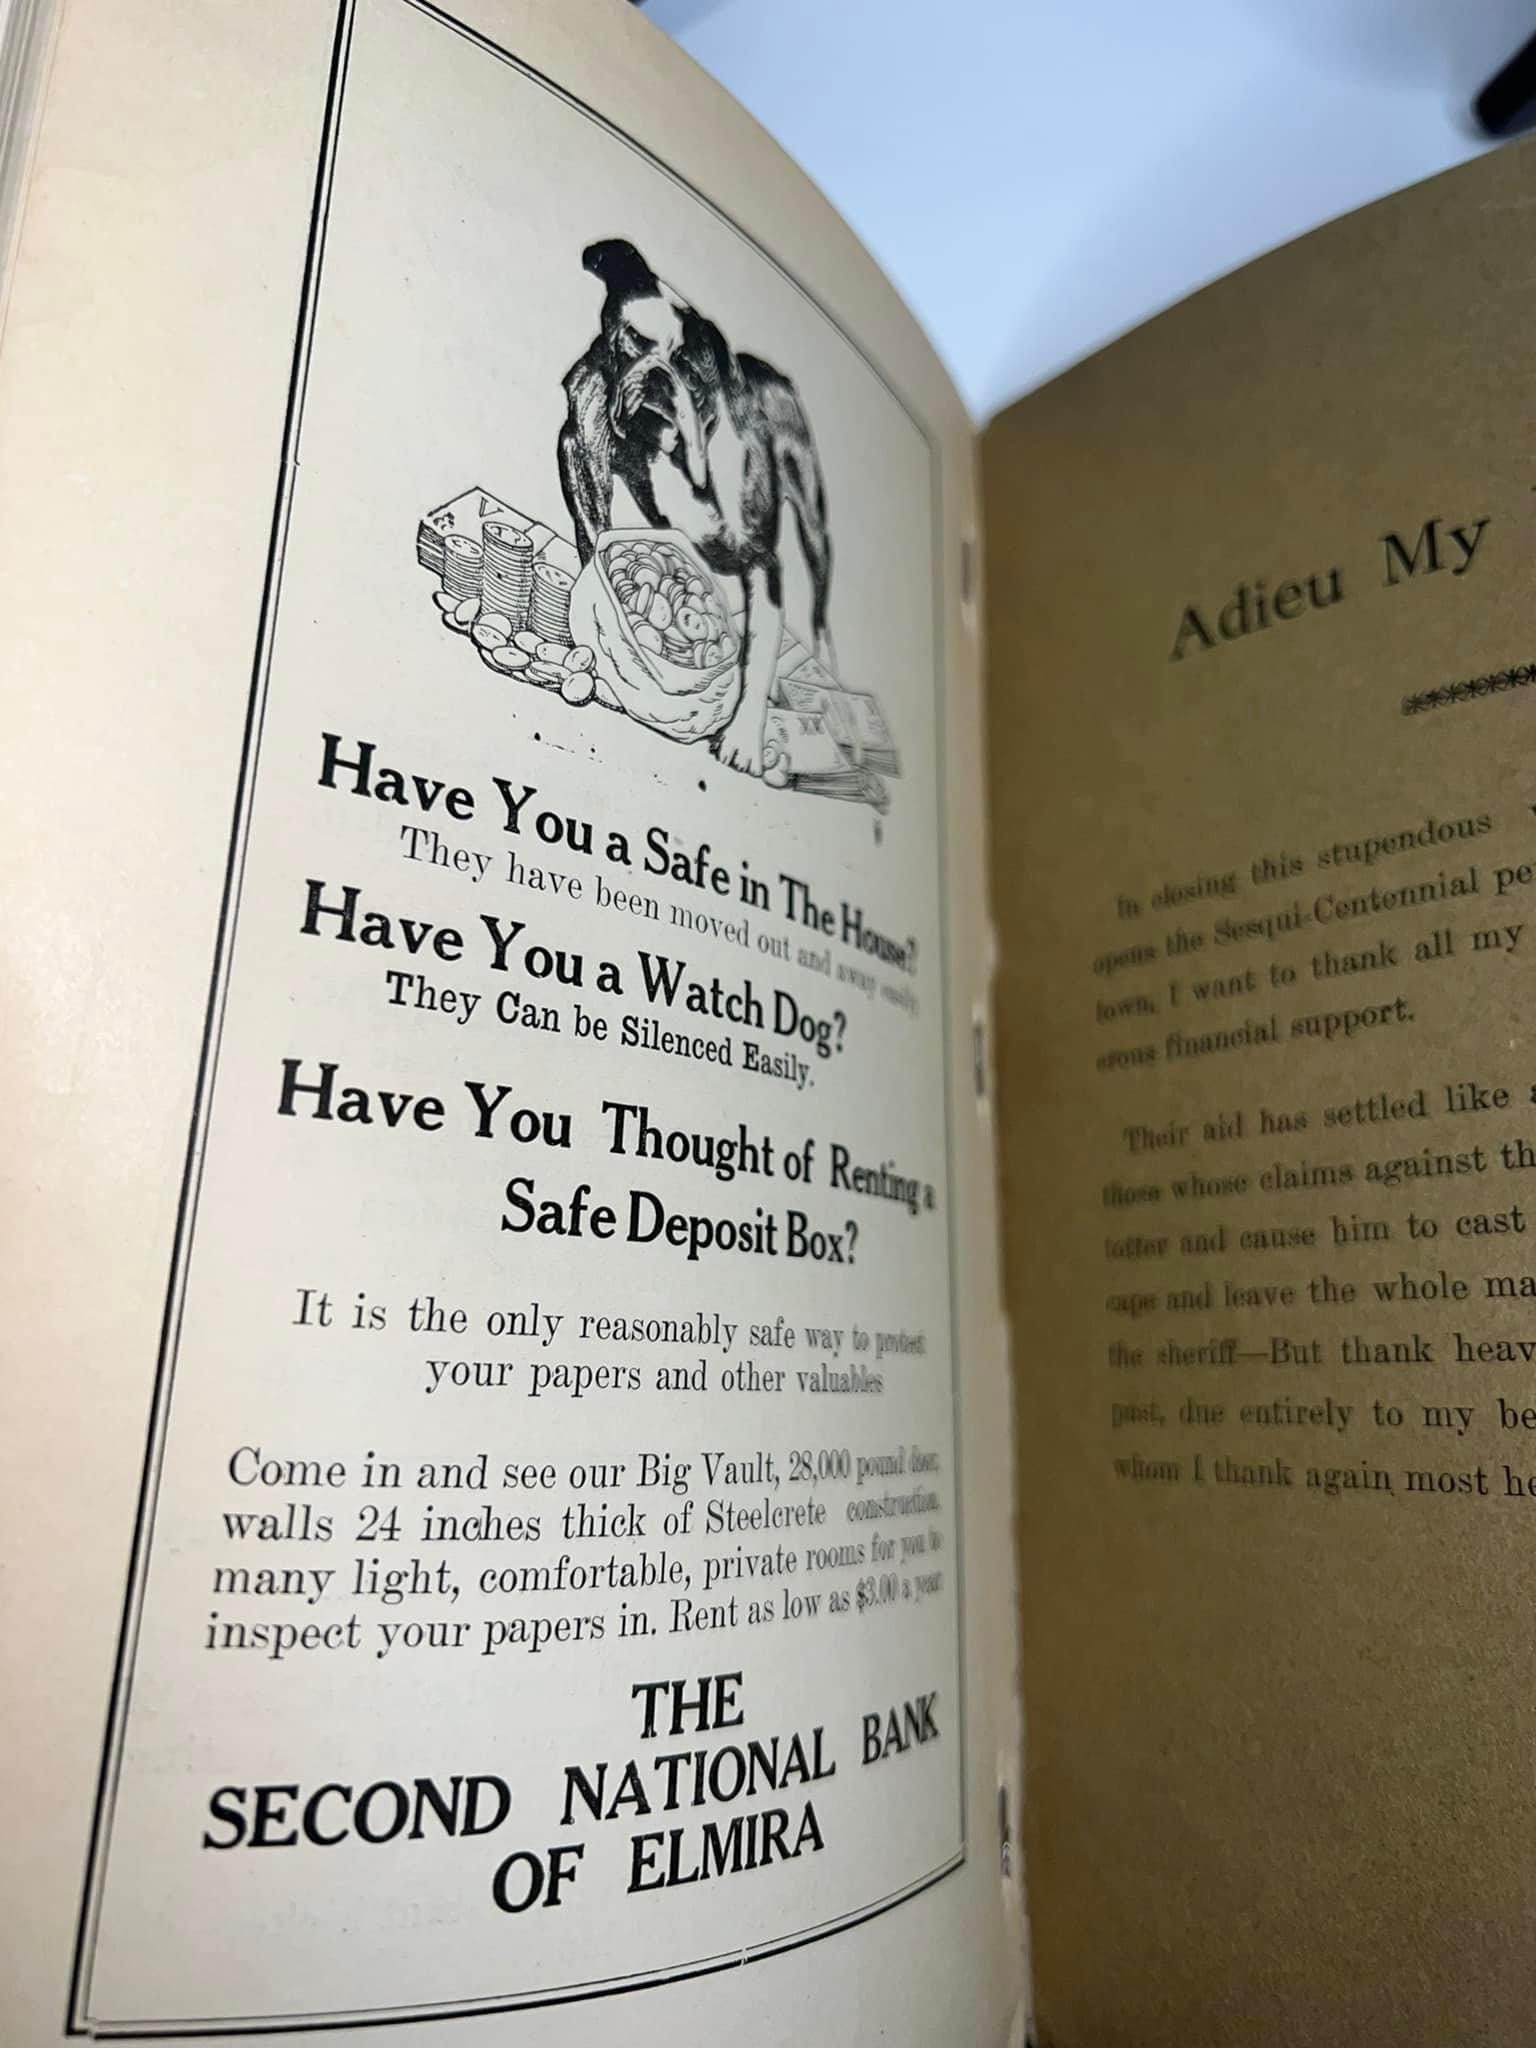 Have You a Safe in The House?
They have been moved out and away easily
Have You a Watch Dog?
They Can be Silenced Easily.
Have You Thought of Renting a
Safe Deposit Box?
It is the only reasonably safe way to protect
your papers and other valuables
Come in and see our Big Vault, 28,000 pound door,
walls 24 inches thick of Steelcrete construction,
many light, comfortable, private rooms for you to
inspect your papers in. Rent as low as $3.00 a year
THE
SECOND NATIONAL BANK
OF ELMIRA
Adieu My
In closing this stupendous
opens the Sesqui-Centennial pe
town, I want to thank all my
erous financial support.
Their aid has settled like a
those whose claims against th
totter and cause him to cast
cape and leave the whole ma
the sheriff—But thank heav
past, due entirely to my be
whom I thank again most he